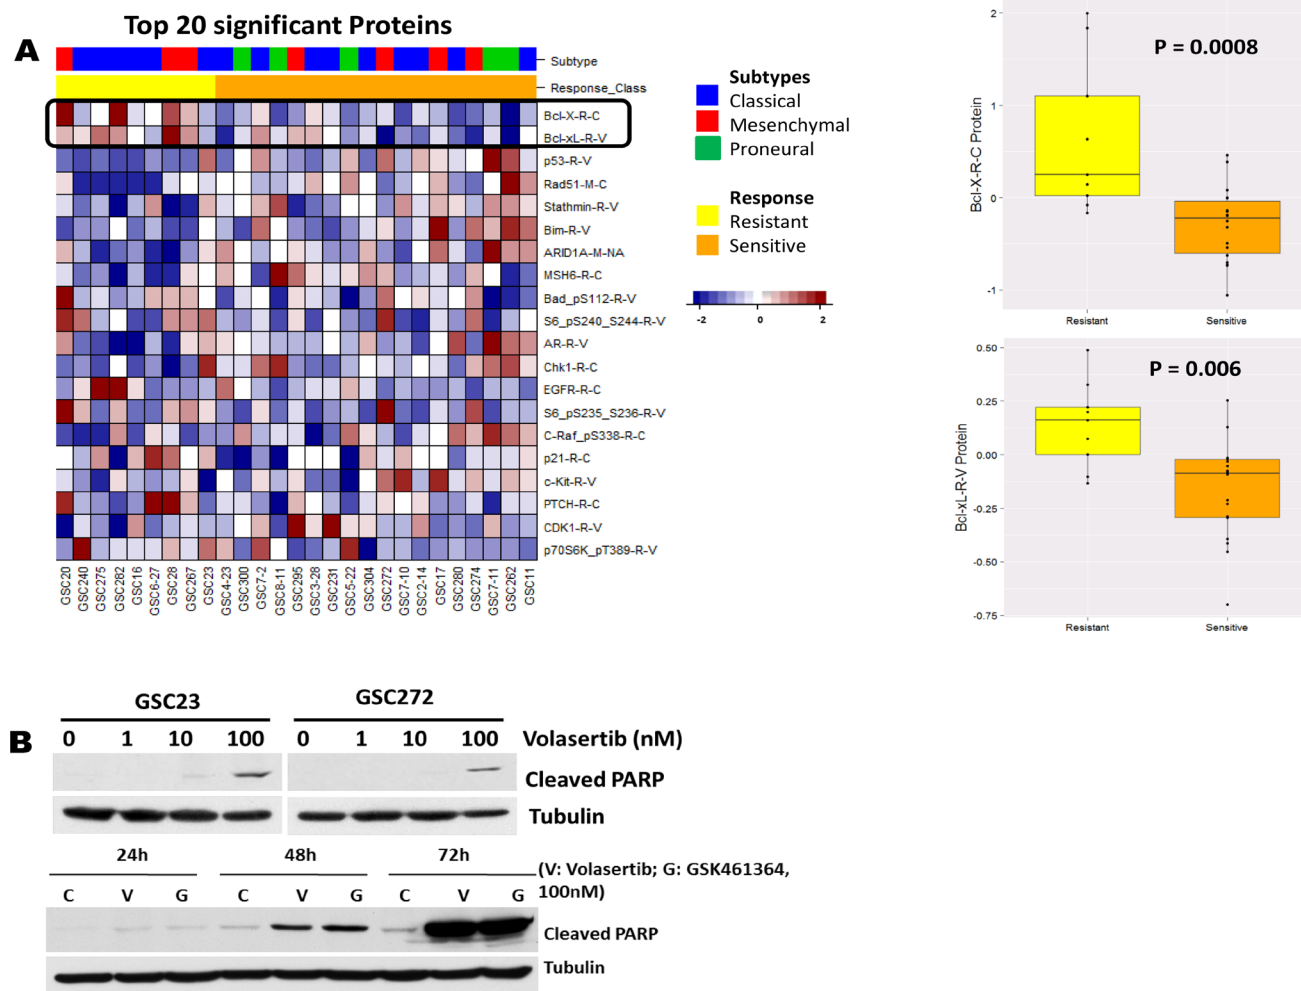 Top 20 significant Proteins
A
Subtype
Response_Class
Bcl-X-R-C
Bcl-xL-R-V
p53-R-V
Rad51-M-C
Stathmin-R-V
Bim-R-V
ARID1A-M-NA
MSH6-R-C
Bad_pS112-R-V
S6_pS240_S244-R-V
AR-R-V
Chk1-R-C
EGFR-R-C
S6_pS235_S236-R-V
C-Raf_pS338-R-C
p21-R-C
c-Kit-R-V
PTCH-R-C
CDK1-R-V
p70S6K_pT389-R-V
GSC20 GSC240 GSC275 GSC282 GSC16 GSC6-27 GSC28 GSC267 GSC23 GSC4-23 GSC300 GSC7-2 GSC8-11 GSC295 GSC3-28 GSC231 GSC5-22 GSC304 GSC272 GSC7-10 GSC2-14 GSC17 GSC280 GSC274 GSC7-11 GSC262 GSC11
Subtypes
Classical
Mesenchymal
Proneural
Response
Resistant
Sensitive
-2 0 2
P = 0.0008
Bcl-X-R-C Protein
2
1
0
-1
Resistant Sensitive
P = 0.006
Bcl-xL-R-V Protein
0.50
0.25
0.00
-0.25
-0.50
-0.75
Resistant Sensitive
B
GSC23 GSC272
0 1 10 100 0 1 10 100 Volasertib (nM)
Cleaved PARP
Tubulin
24h 48h 72h
(V: Volasertib; G: GSK461364,
100nM)
C V G C V G C V G
Cleaved PARP
Tubulin